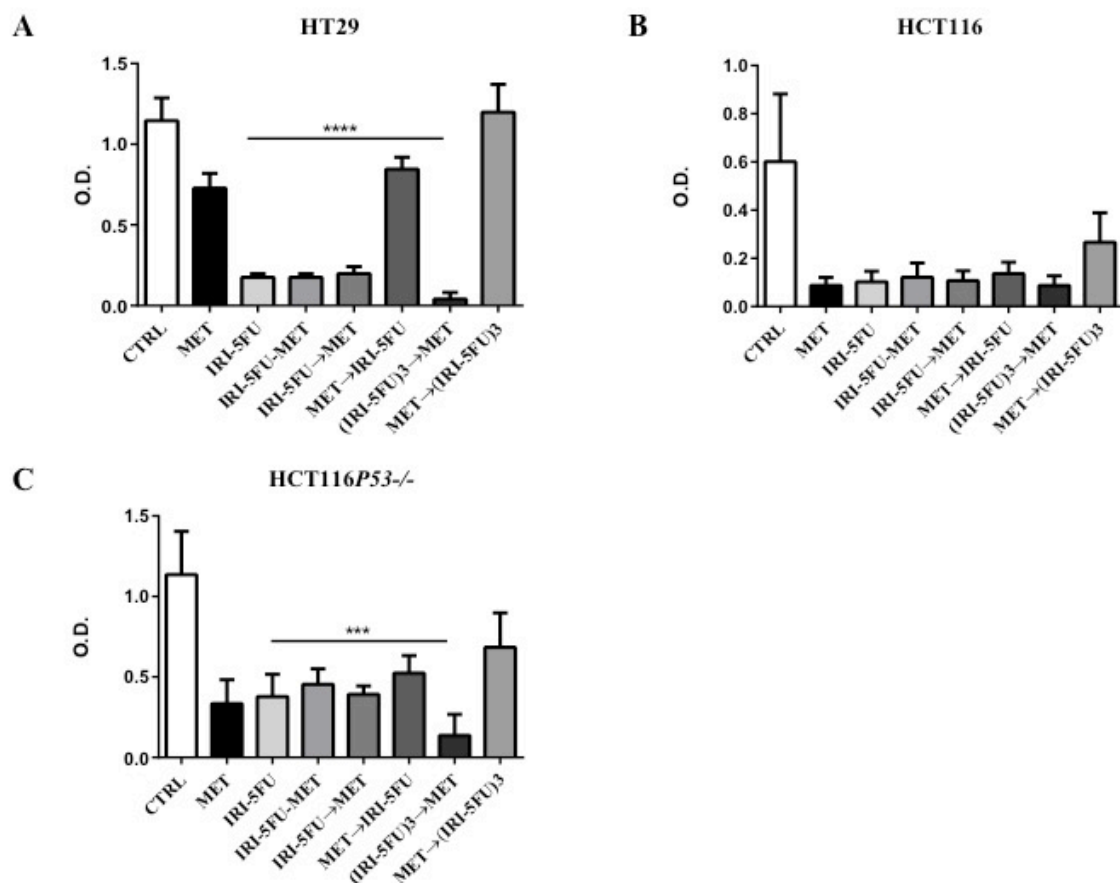 A
HT29
O.D.
1.5
1.0
0.5
0.0
****
CTRL
MET
IRI-5FU
IRI-5FU-MET
IRI-5FU→MET
MET→IRI-5FU
(IRI-5FU)3→MET
MET→(IRI-5FU)3
B
HCT116
O.D.
1.0
0.8
0.6
0.4
0.2
0.0
CTRL
MET
IRI-5FU
IRI-5FU-MET
IRI-5FU→MET
MET→IRI-5FU
(IRI-5FU)3→MET
MET→(IRI-5FU)3
C
HCT116P53-/-
O.D.
1.5
1.0
0.5
0.0
***
CTRL
MET
IRI-5FU
IRI-5FU-MET
IRI-5FU→MET
MET→IRI-5FU
(IRI-5FU)3→MET
MET→(IRI-5FU)3